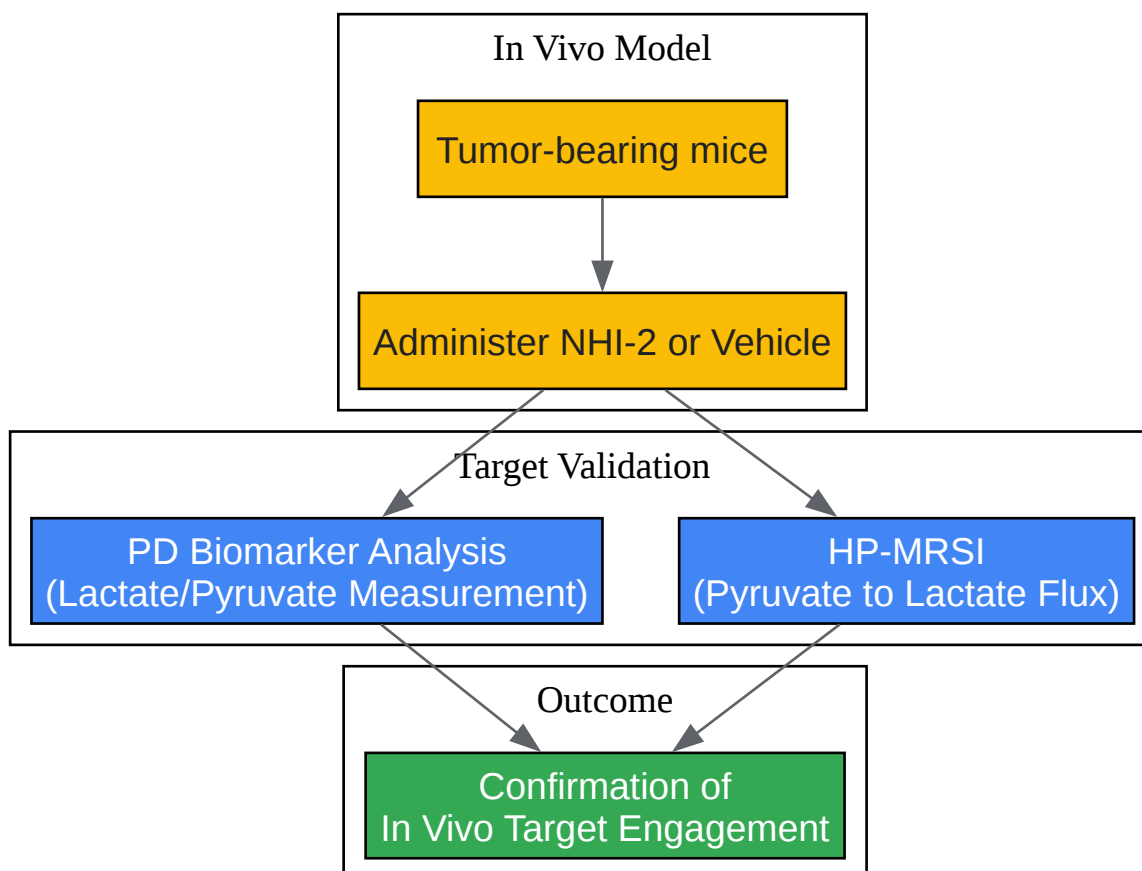 In Vivo Model
Tumor-bearing mice
Administer NHI-2 or Vehicle
Target Validation
PD Biomarker Analysis
(Lactate/Pyruvate Measurement)
HP-MRSI
(Pyruvate to Lactate Flux)
Outcome
Confirmation of
In Vivo Target Engagement